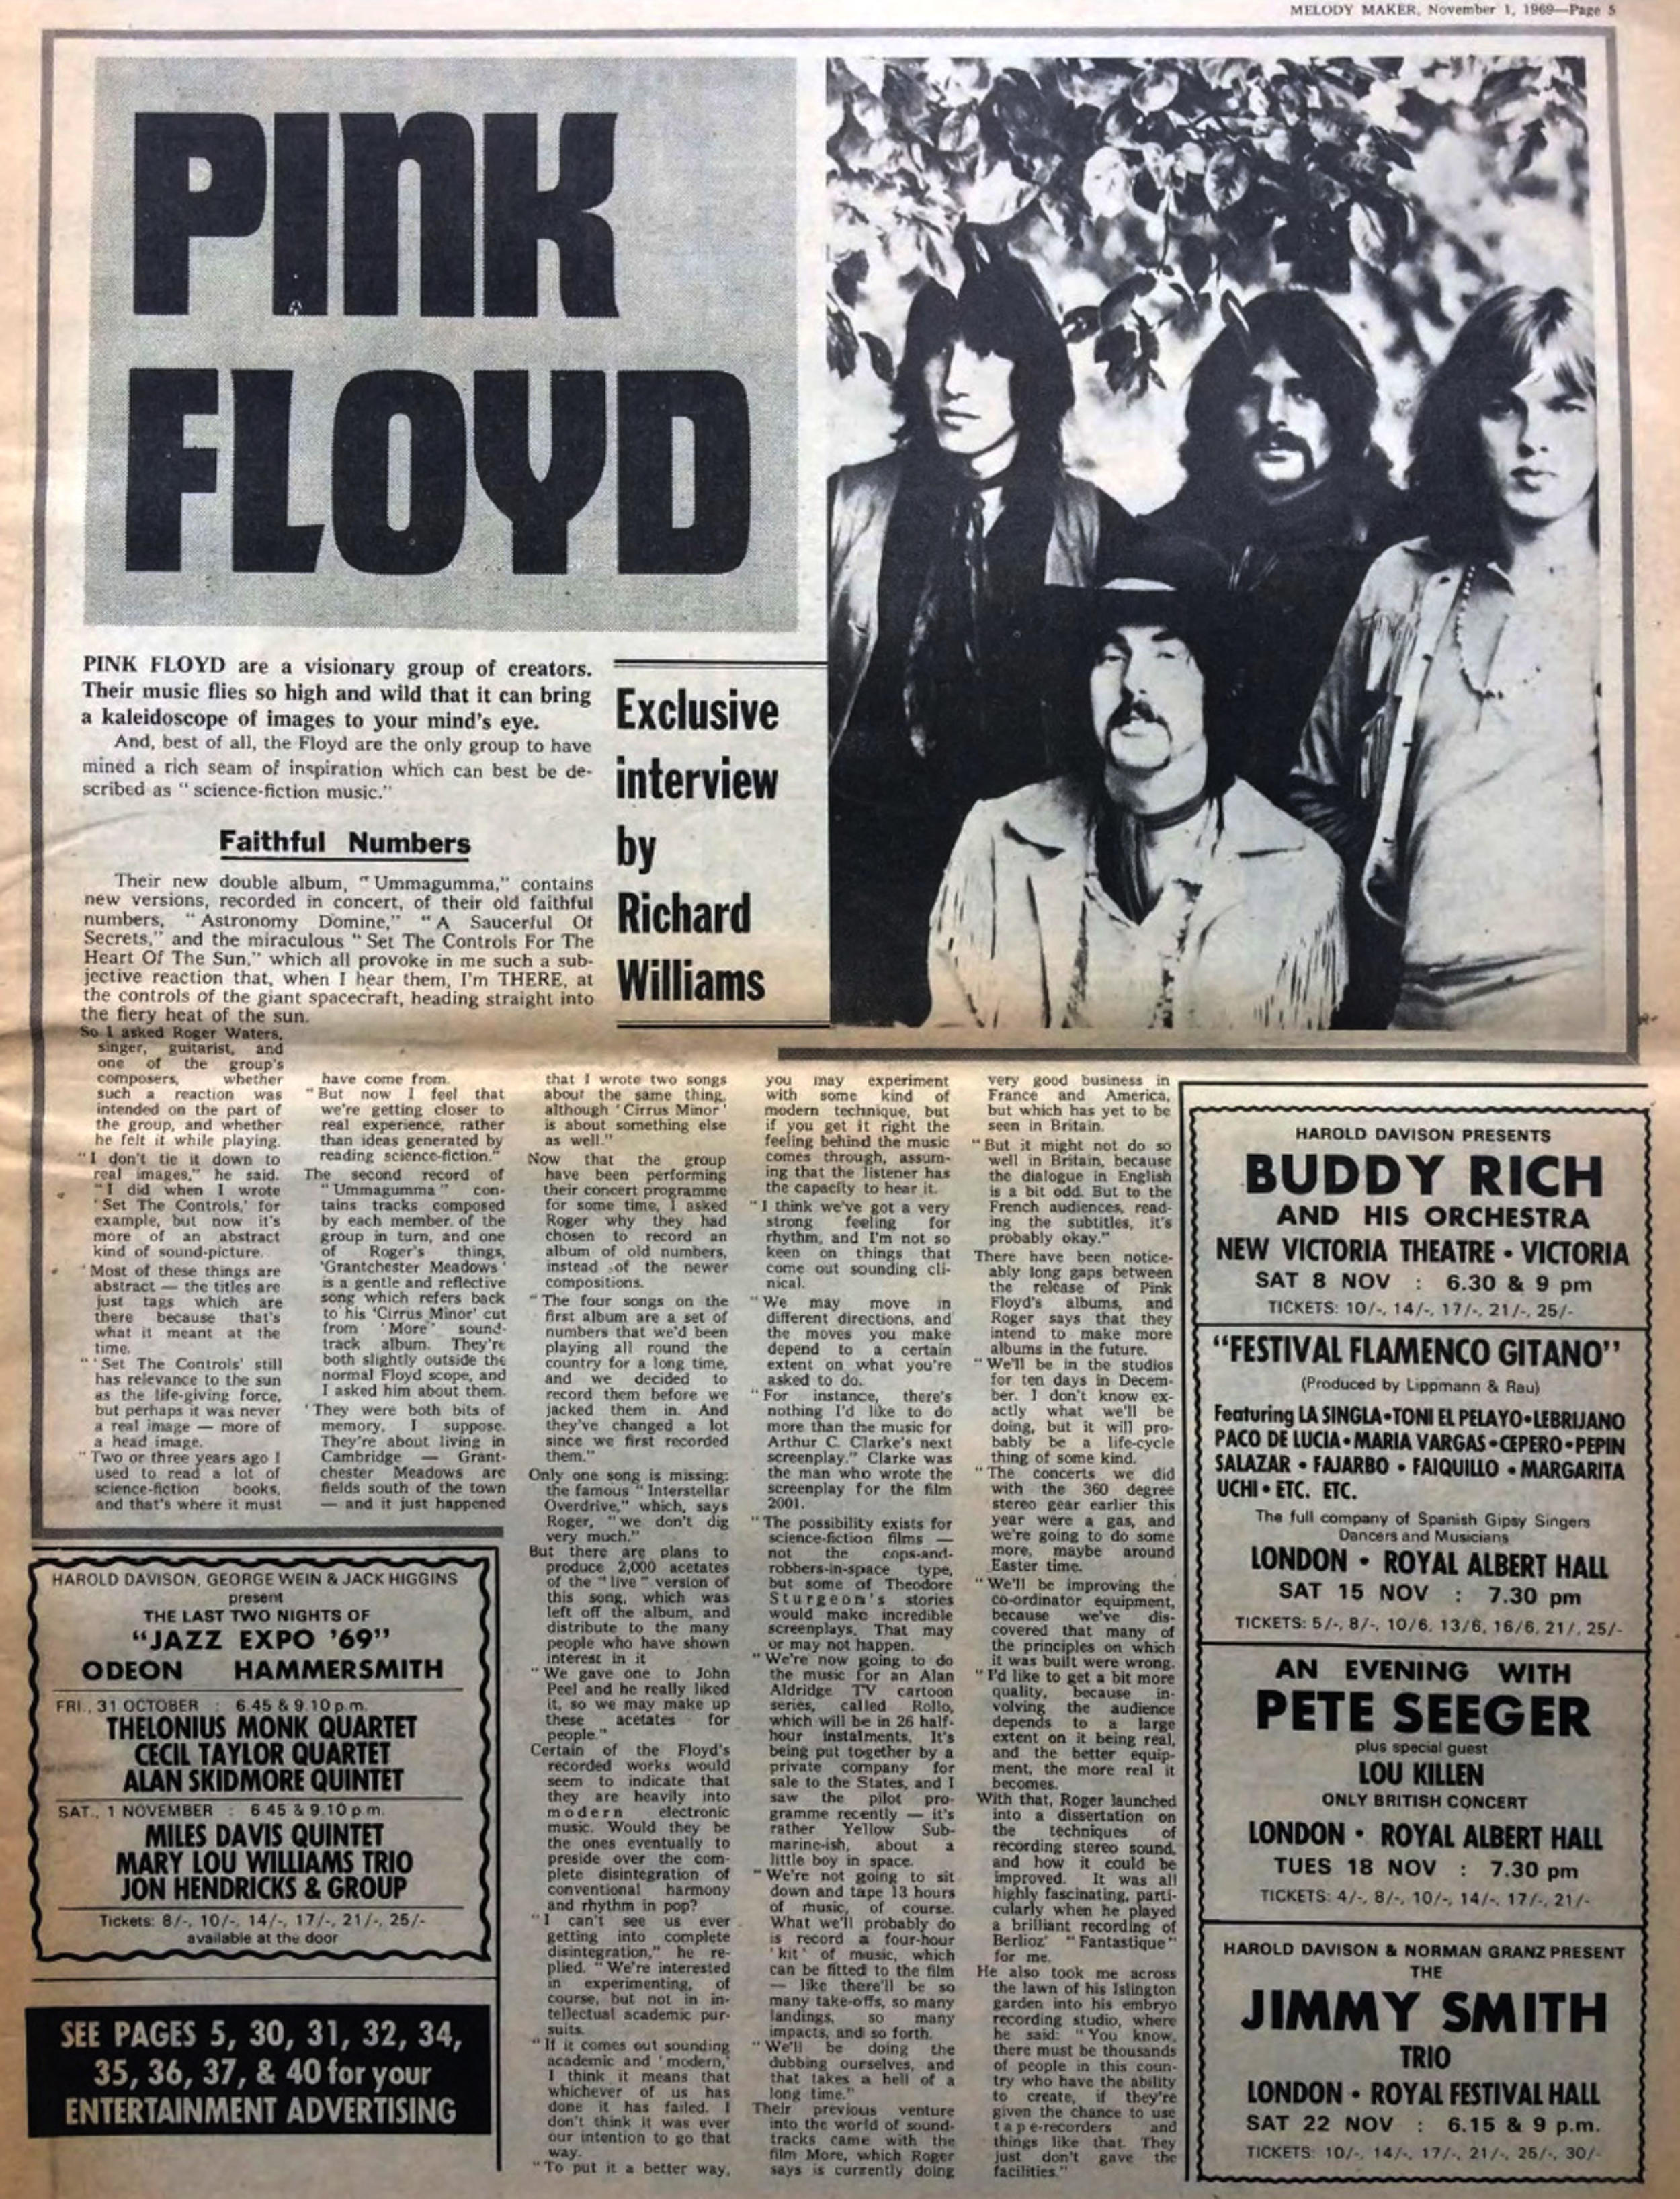 MELODY MAKER, November 1, 1969—Page 5
PINK
FLOYD
PINK FLOYD are a visionary group of creators.
Their music flies so high and wild that it can bring
a kaleidoscope of images to your mind's eye.
And, best of all, the Floyd are the only group to have
mined a rich seam of inspiration which can best be de-
scribed as "science-fiction music."
Exclusive
interview
by
Richard
Williams
Faithful Numbers
Their new double album, "Ummagumma," contains
new versions, recorded in concert, of their old faithful
numbers, "Astronomy Domine," "A Saucerful Of
Secrets," and the miraculous "Set The Controls For The
Heart Of The Sun," which all provoke in me such a sub-
jective reaction that, when I hear them, I'm THERE, at
the controls of the giant spacecraft, heading straight into
the fiery heat of the sun.
So I asked Roger Waters,
singer, guitarist, and
one of the group's
composers, whether
such a reaction was
intended on the part of
the group, and whether
he felt it while playing.
"I don't tie it down to
real images," he said.
"I did when I wrote
'Set The Controls,' for
example, but now it's
more of an abstract
kind of sound-picture.
'Most of these things are
abstract — the titles are
just tags which are
there because that's
what it meant at the
time.
"'Set The Controls' still
has relevance to the sun
as the life-giving force,
but perhaps it was never
a real image — more of
a head image.
"Two or three years ago I
used to read a lot of
science-fiction books,
and that's where it must
have come from.
"But now I feel that
we're getting closer to
real experience, rather
than ideas generated by
reading science-fiction."
The second record of
"Ummagumma" con-
tains tracks composed
by each member of the
group in turn, and one
of Roger's things,
'Grantchester Meadows'
is a gentle and reflective
song which refers back
to his 'Cirrus Minor' cut
from 'More' sound-
track album. They're
both slightly outside the
normal Floyd scope, and
I asked him about them.
'They were both bits of
memory, I suppose.
They're about living in
Cambridge — Grant-
chester Meadows are
fields south of the town
— and it just happened
that I wrote two songs
about the same thing,
although 'Cirrus Minor'
is about something else
as well."
Now that the group
have been performing
their concert programme
for some time, I asked
Roger why they had
chosen to record an
album of old numbers,
instead of the newer
compositions.
"The four songs on the
first album are a set of
numbers that we'd been
playing all round the
country for a long time,
and we decided to
record them before we
jacked them in. And
they've changed a lot
since we first recorded
them."
Only one song is missing:
the famous "Interstellar
Overdrive," which, says
Roger, "we don't dig
very much."
But there are plans to
produce 2,000 acetates
of the "live" version of
this song, which was
left off the album, and
distribute to the many
people who have shown
interest in it
"We gave one to John
Peel and he really liked
it, so we may make up
these acetates for
people."
Certain of the Floyd's
recorded works would
seem to indicate that
they are heavily into
modern electronic
music. Would they be
the ones eventually to
preside over the com-
plete disintegration of
conventional harmony
and rhythm in pop?
"I can't see us ever
getting into complete
disintegration," he re-
plied. "We're interested
in experimenting, of
course, but not in in-
tellectual academic pur-
suits.
"If it comes out sounding
academic and 'modern,'
I think it means that
whichever of us has
done it has failed. I
don't think it was ever
our intention to go that
way.
"To put it a better way,
you may experiment
with some kind of
modern technique, but
if you get it right the
feeling behind the music
comes through, assum-
ing that the listener has
the capacity to hear it.
"I think we've got a very
strong feeling for
rhythm, and I'm not so
keen on things that
come out sounding cli-
nical.
"We may move in
different directions, and
the moves you make
depend to a certain
extent on what you're
asked to do.
"For instance, there's
nothing I'd like to do
more than the music for
Arthur C. Clarke's next
screenplay." Clarke was
the man who wrote the
screenplay for the film
2001.
"The possibility exists for
science-fiction films —
not the cops-and-
robbers-in-space type,
but some of Theodore
Sturgeon's stories
would make incredible
screenplays. That may
or may not happen.
"We're now going to do
the music for an Alan
Aldridge TV cartoon
series, called Rollo,
which will be in 26 half-
hour instalments. It's
being put together by a
private company for
sale to the States, and I
saw the pilot pro-
gramme recently — it's
rather Yellow Sub-
marine-ish, about a
little boy in space.
"We're not going to sit
down and tape 13 hours
of music, of course.
What we'll probably do
is record a four-hour
'kit' of music, which
can be fitted to the film
— like there'll be so
many take-offs, so many
landings, so many
impacts, and so forth.
"We'll be doing the
dubbing ourselves, and
that takes a hell of a
long time."
Their previous venture
into the world of sound-
tracks came with the
film More, which Roger
says is currently doing
very good business in
France and America,
but which has yet to be
seen in Britain.
"But it might not do so
well in Britain, because
the dialogue in English
is a bit odd. But to the
French audiences, read-
ing the subtitles, it's
probably okay."
There have been notice-
ably long gaps between
the release of Pink
Floyd's albums, and
Roger says that they
intend to make more
albums in the future.
"We'll be in the studios
for ten days in Decem-
ber. I don't know ex-
actly what we'll be
doing, but it will pro-
bably be a life-cycle
thing of some kind.
"The concerts we did
with the 360 degree
stereo gear earlier this
year were a gas, and
we're going to do some
more, maybe around
Easter time.
"We'll be improving the
co-ordinator equipment,
because we've dis-
covered that many of
the principles on which
it was built were wrong.
"I'd like to get a bit more
quality, because in-
volving the audience
depends to a large
extent on it being real,
and the better equip-
ment, the more real it
becomes.
With that, Roger launched
into a dissertation on
the techniques of
recording stereo sound,
and how it could be
improved. It was all
highly fascinating, parti-
cularly when he played
a brilliant recording of
Berlioz' "Fantastique"
for me.
He also took me across
the lawn of his Islington
garden into his embryo
recording studio, where
he said: "You know,
there must be thousands
of people in this coun-
try who have the ability
to create, if they're
given the chance to use
tape-recorders and
things like that. They
just don't gave the
facilities."
HAROLD DAVISON, GEORGE WEIN & JACK HIGGINS
present
THE LAST TWO NIGHTS OF
"JAZZ EXPO '69"
ODEON HAMMERSMITH
FRI., 31 OCTOBER : 6.45 & 9.10 p.m.
THELONIUS MONK QUARTET
CECIL TAYLOR QUARTET
ALAN SKIDMORE QUINTET
SAT., 1 NOVEMBER : 6 45 & 9.10 p.m.
MILES DAVIS QUINTET
MARY LOU WILLIAMS TRIO
JON HENDRICKS & GROUP
Tickets: 8/-, 10/-, 14/-, 17/-, 21/-, 25/-
available at the door
SEE PAGES 5, 30, 31, 32, 34,
35, 36, 37, & 40 for your
ENTERTAINMENT ADVERTISING
HAROLD DAVISON PRESENTS
BUDDY RICH
AND HIS ORCHESTRA
NEW VICTORIA THEATRE • VICTORIA
SAT 8 NOV : 6.30 & 9 pm
TICKETS: 10/-, 14/-, 17/-, 21/-, 25/-
"FESTIVAL FLAMENCO GITANO"
(Produced by Lippmann & Rau)
Featuring LA SINGLA•TONI EL PELAYO•LEBRIJANO
PACO DE LUCIA•MARIA VARGAS•CEPERO•PEPIN
SALAZAR • FAJARBO • FAIQUILLO • MARGARITA
UCHI • ETC. ETC.
The full company of Spanish Gipsy Singers
Dancers and Musicians
LONDON • ROYAL ALBERT HALL
SAT 15 NOV : 7.30 pm
TICKETS: 5/-, 8/-, 10/6, 13/6, 16/6, 21/, 25/-
AN EVENING WITH
PETE SEEGER
plus special guest
LOU KILLEN
ONLY BRITISH CONCERT
LONDON • ROYAL ALBERT HALL
TUES 18 NOV : 7.30 pm
TICKETS: 4/-, 8/-, 10/-, 14/-, 17/-, 21/-
HAROLD DAVISON & NORMAN GRANZ PRESENT
THE
JIMMY SMITH
TRIO
LONDON • ROYAL FESTIVAL HALL
SAT 22 NOV : 6.15 & 9 p.m.
TICKETS: 10/-, 14/-, 17/-, 21/-, 25/-, 30/-